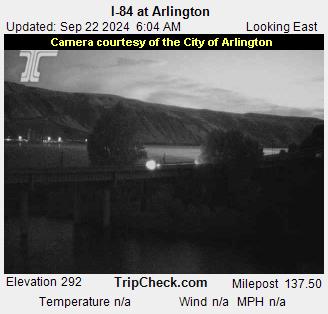 I-84 at Arlington
Updated: Sep 22 2024 6:04 AM Looking East
Camera courtesy of the City of Arlington
Elevation 292 TripCheck.com Milepost 137.50
Temperature n/a Wind n/a MPH n/a